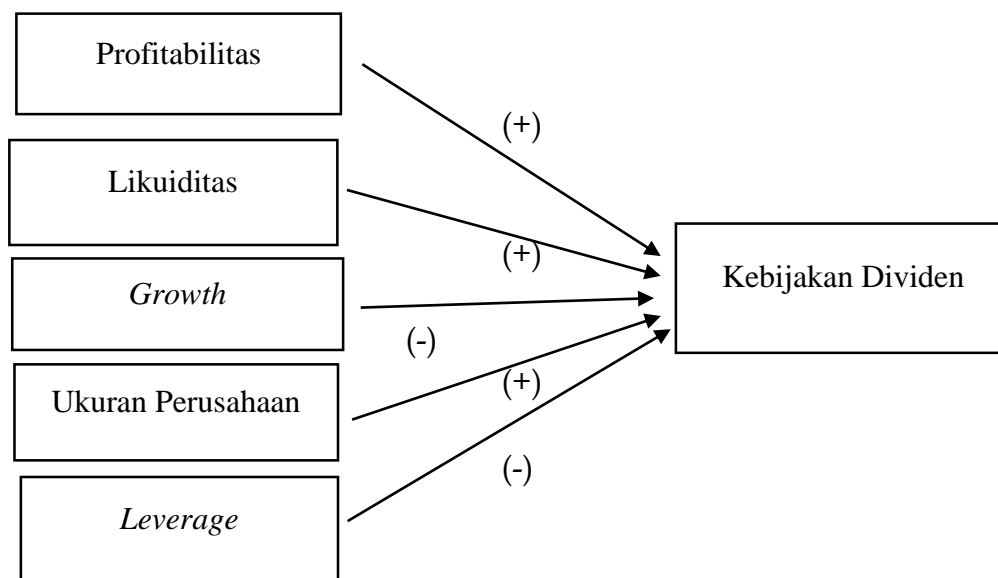 Profitabilitas
(+)
Likuiditas
(+)
Growth
(-)
Ukuran Perusahaan
(+)
Leverage
(-)
Kebijakan Dividen